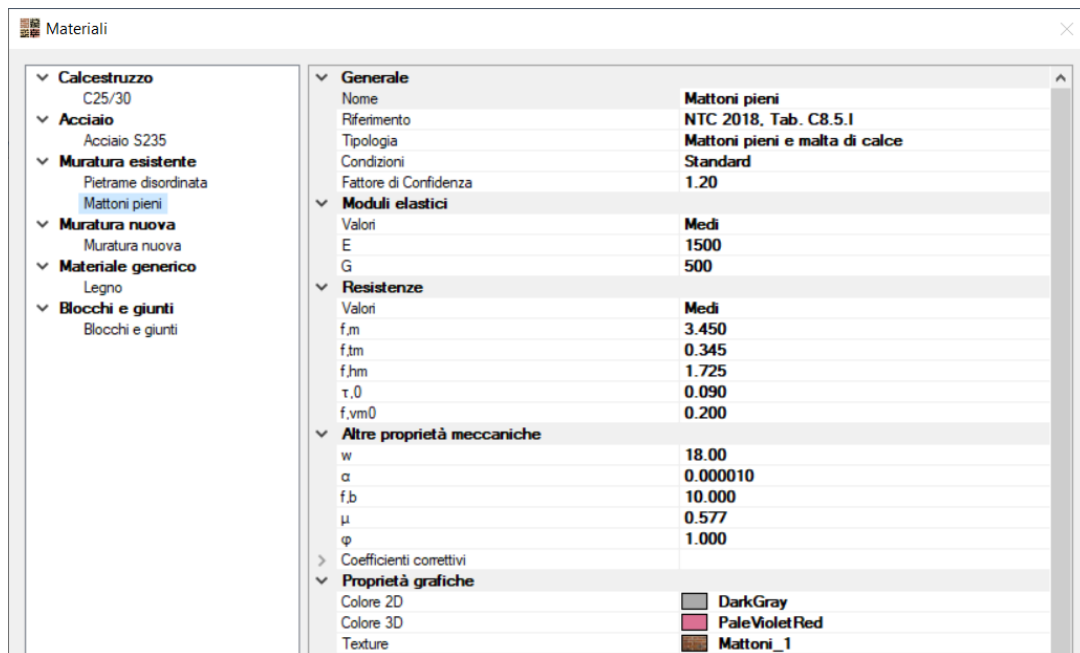 Materiali
Calcestruzzo
C25/30
Acciaio
Acciaio S235
Muratura esistente
Pietrame disordinata
Mattoni pieni
Muratura nuova
Muratura nuova
Materiale generico
Legno
Blocchi e giunti
Blocchi e giunti
Generale
Nome Mattoni pieni
Riferimento NTC 2018, Tab. C8.5.I
Tipologia Mattoni pieni e malta di calce
Condizioni Standard
Fattore di Confidenza 1.20
Moduli elastici
Valori Medi
E 1500
G 500
Resistenze
Valori Medi
f,m 3.450
f,tm 0.345
f,hm 1.725
τ,0 0.090
f,vm0 0.200
Altre proprietà meccaniche
w 18.00
α 0.000010
f,b 10.000
μ 0.577
φ 1.000
Coefficienti correttivi
Proprietà grafiche
Colore 2D DarkGray
Colore 3D PaleVioletRed
Texture Mattoni_1